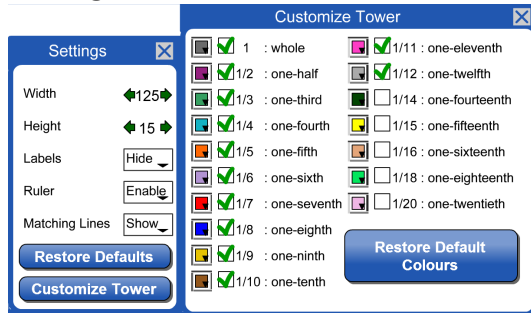 Customize Tower
Settings
Width 125
Height 15
Labels Hide
Ruler Enable
Matching Lines Show
Restore Defaults
Customize Tower
1 : whole
1/2 : one-half
1/3 : one-third
1/4 : one-fourth
1/5 : one-fifth
1/6 : one-sixth
1/7 : one-seventh
1/8 : one-eighth
1/9 : one-ninth
1/10 : one-tenth
1/11 : one-eleventh
1/12 : one-twelfth
1/14 : one-fourteenth
1/15 : one-fifteenth
1/16 : one-sixteenth
1/18 : one-eighteenth
1/20 : one-twentieth
Restore Default
Colours